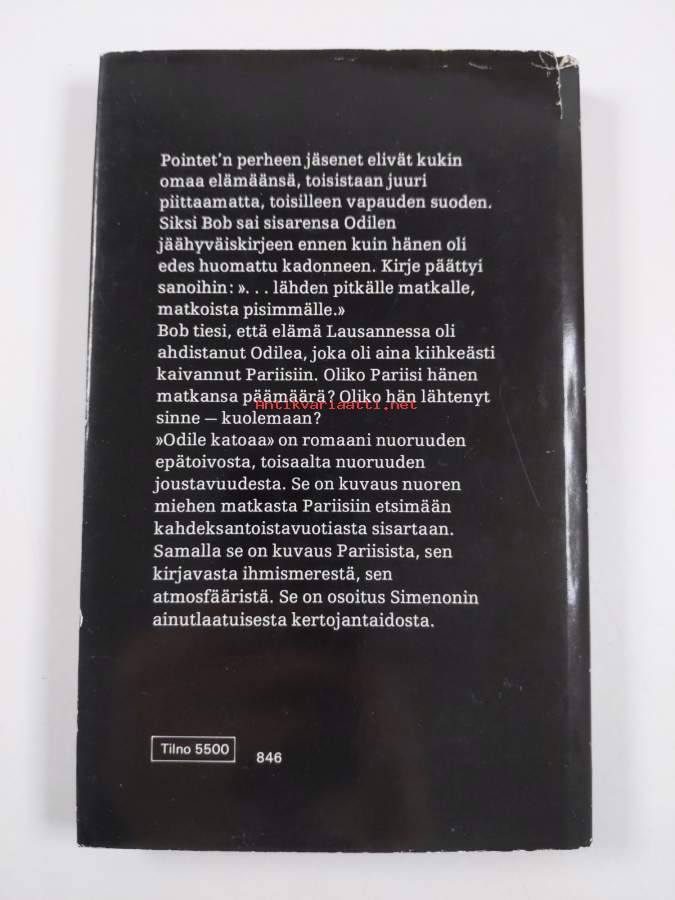 Pointet'n perheen jäsenet elivät kukin
omaa elämäänsä, toisistaan juuri
piittaamatta, toisilleen vapauden suoden.
Siksi Bob sai sisarensa Odilen
jäähyväiskirjeen ennen kuin hänen oli
edes huomattu kadonneen. Kirje päättyi
sanoihin: ». . . lähden pitkälle matkalle,
matkoista pisimmälle.»
Bob tiesi, että elämä Lausannessa oli
ahdistanut Odilea, joka oli aina kiihkeästi
kaivannut Pariisiin. Oliko Pariisi hänen
matkansa päämäärä? Oliko hän lähtenyt
Antikvariaatti.net
sinne — kuolemaan?
»Odile katoaa» on romaani nuoruuden
epätoivosta, toisaalta nuoruuden
joustavuudesta. Se on kuvaus nuoren
miehen matkasta Pariisiin etsimään
kahdeksantoistavuotiasta sisartaan.
Samalla se on kuvaus Pariisista, sen
kirjavasta ihmismerestä, sen
atmosfääristä. Se on osoitus Simenonin
ainutlaatuisesta kertojantaidosta.
Tilno 5500
846